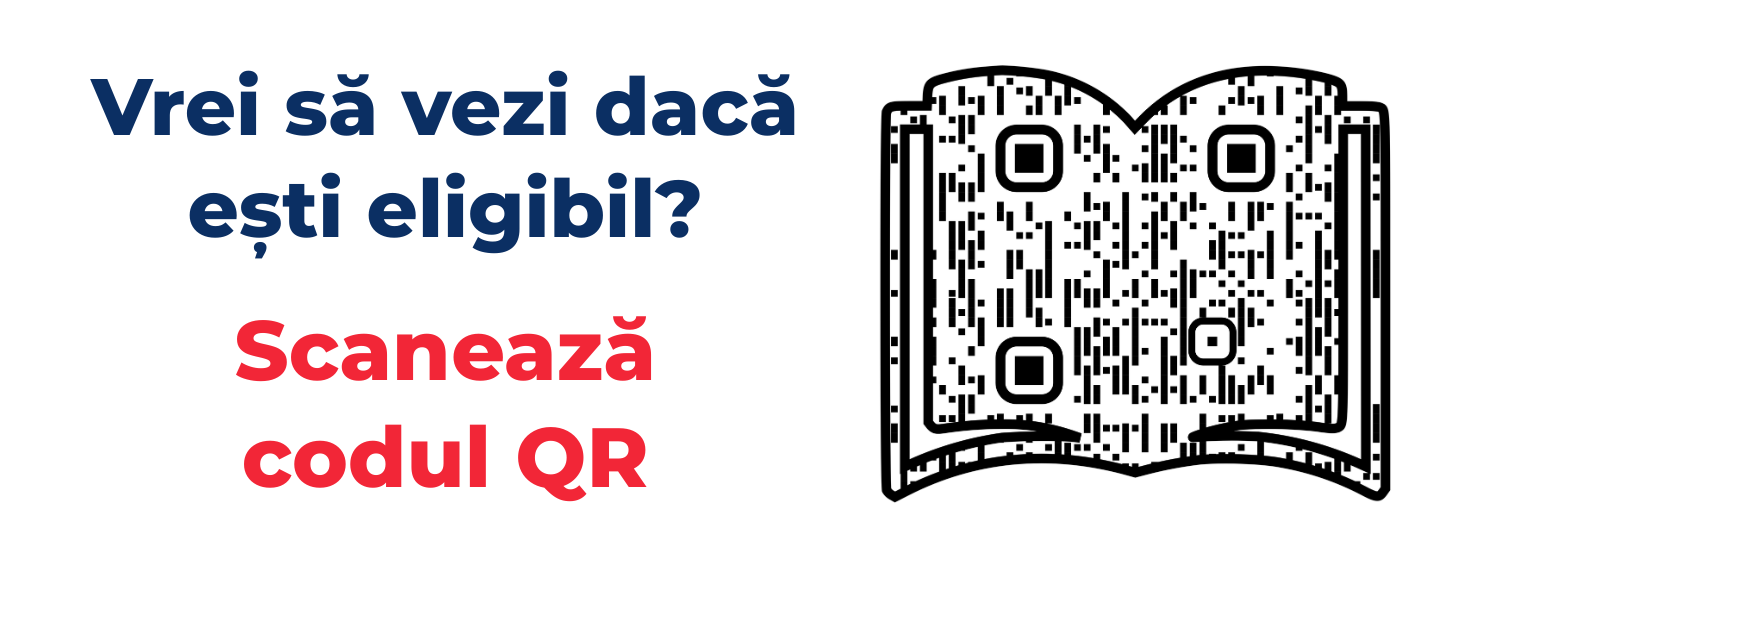 Vrei să vezi dacă
ești eligibil?
Scanează
codul QR